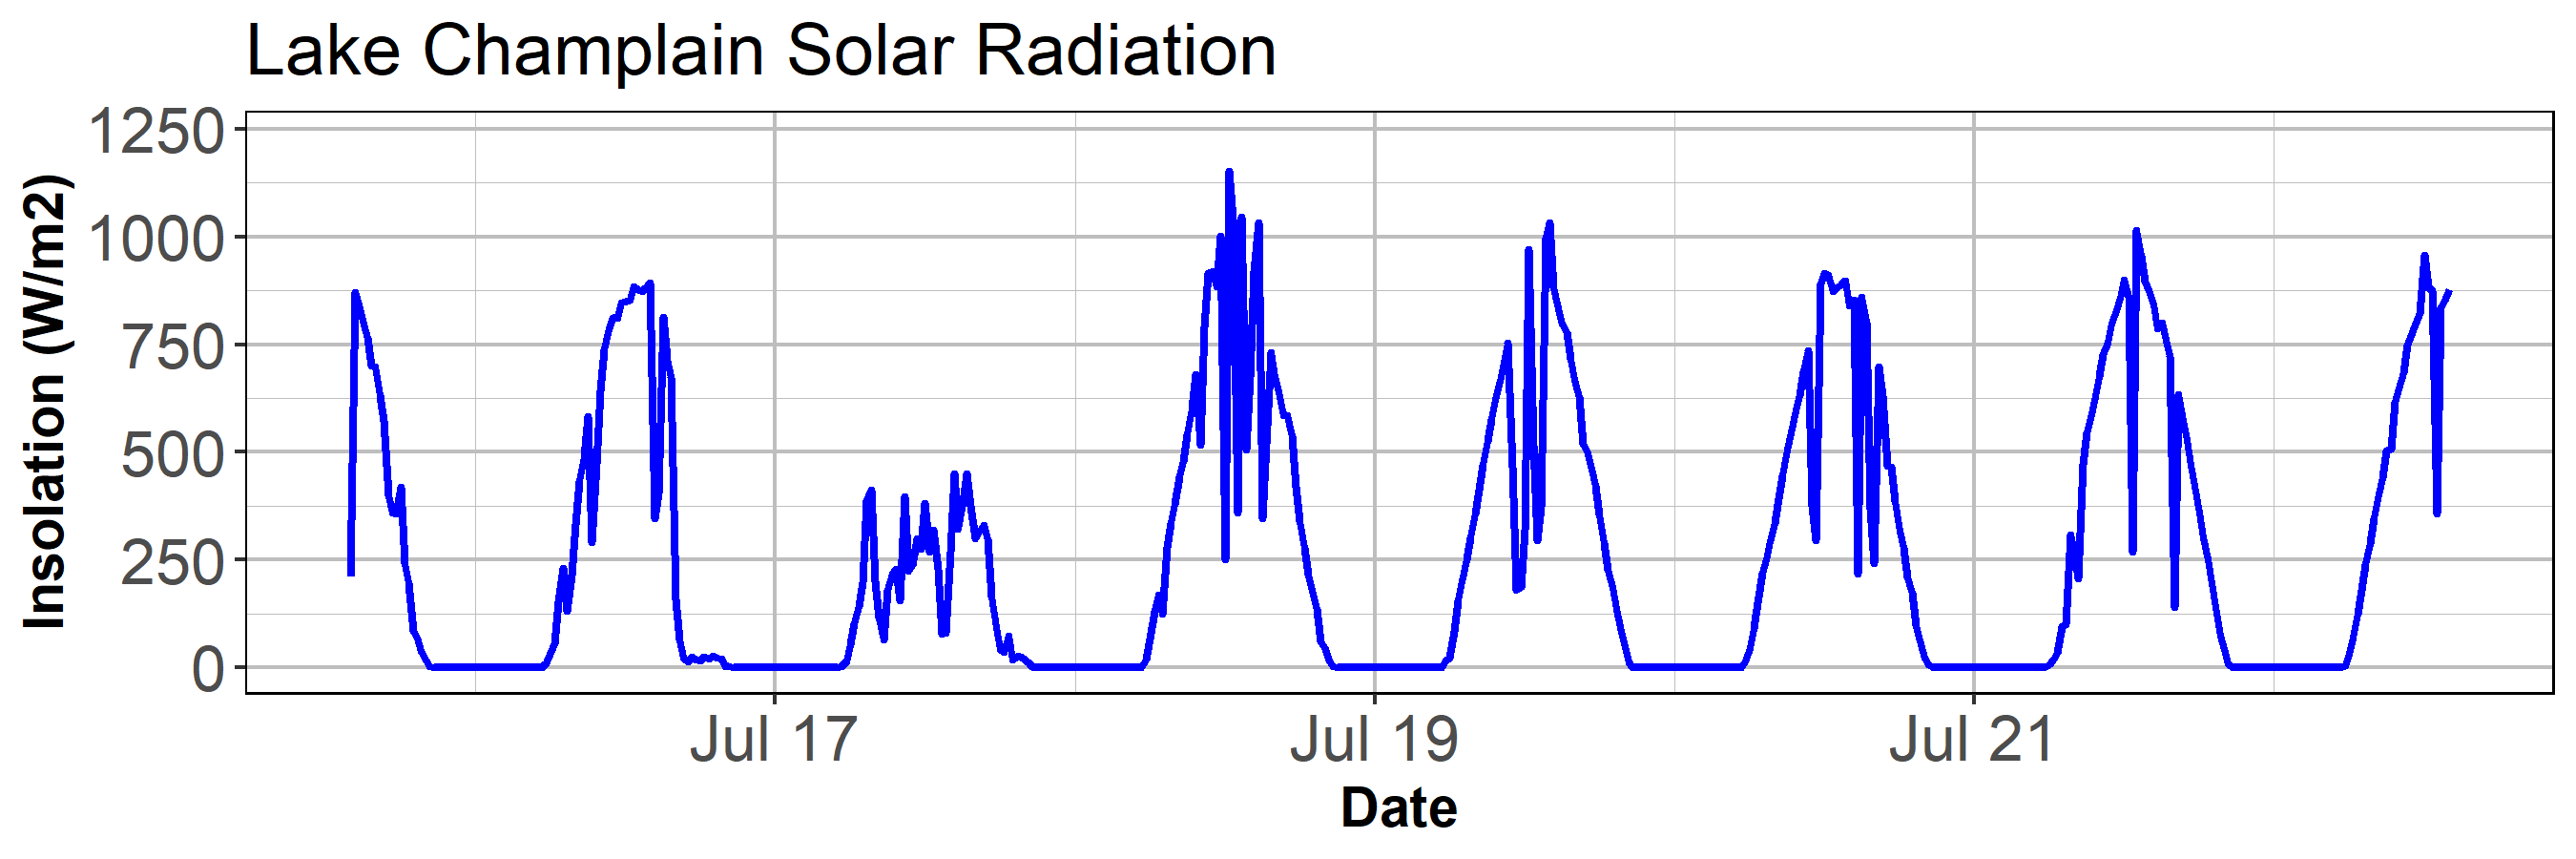 Lake Champlain Solar Radiation
Insolation (W/m2)
1250
1000
750
500
250
0
Jul 17 Jul 19 Jul 21
Date